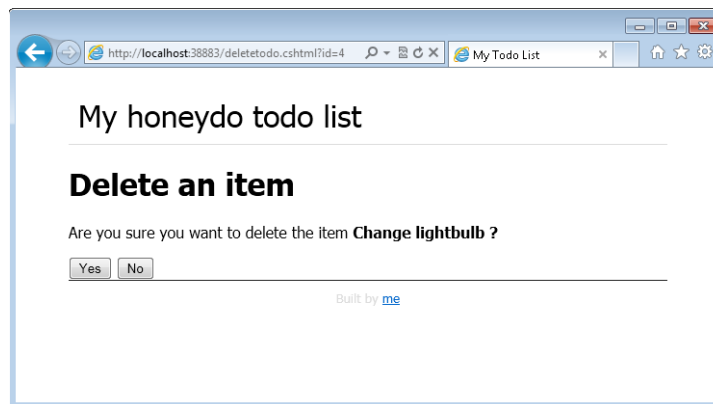 http://localhost:38883/deletetodo.cshtml?id=4
My Todo List
My honeydo todo list
Delete an item
Are you sure you want to delete the item Change lightbulb ?
Yes No
Built by me